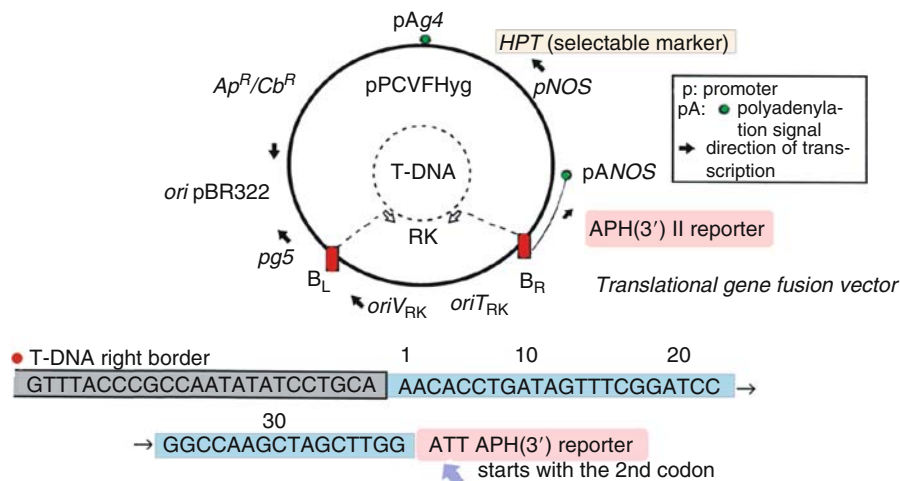 pAg4
HPT (selectable marker)
Ap^R/Cb^R
pPCVFHyg
pNOS
p: promoter
pA: polyadenyla-
tion signal
direction of trans-
cription
T-DNA
pANOS
ori pBR322
RK
APH(3′) II reporter
pg5
B_L
B_R
Translational gene fusion vector
oriV_RK
oriT_RK
T-DNA right border
1 10 20
GTTTACCCGCCAATATATCCTGCA AACACCTGATAGTTTCGGATCC →
30
→ GGCCAAGCTAGCTTGG ATT APH(3′) reporter
starts with the 2nd codon